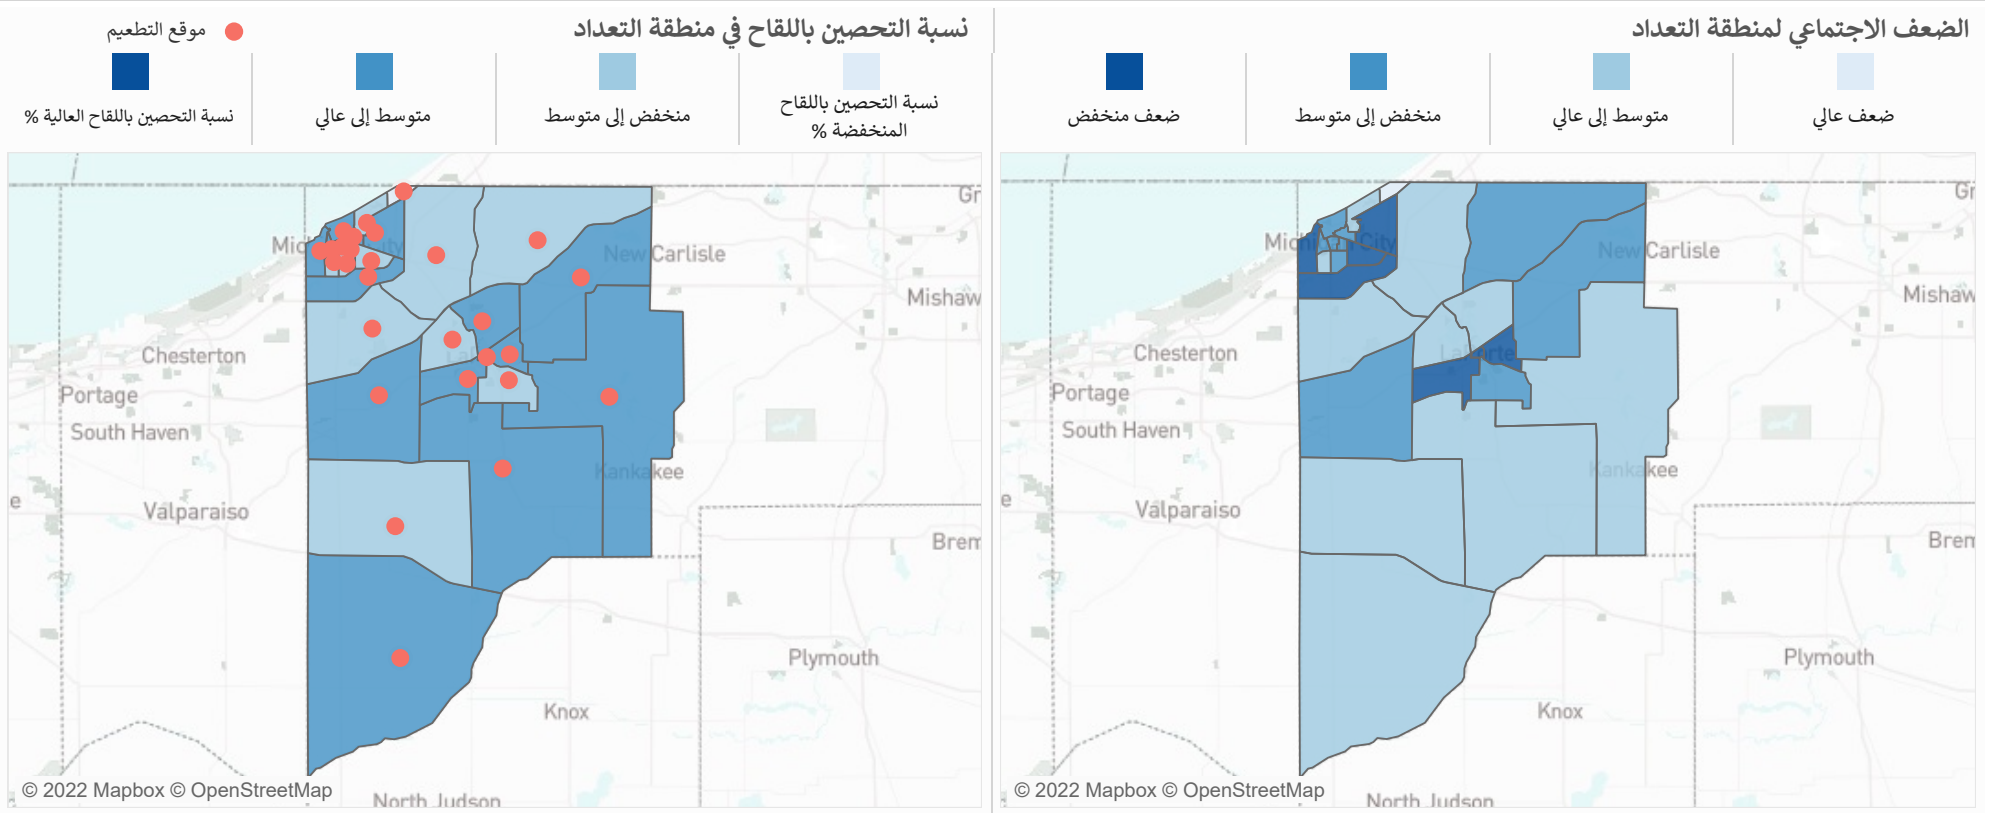 الضعف الاجتماعي لمنطقة التعداد
ضعف عالي
متوسط إلى عالي
منخفض إلى متوسط
ضعف منخفض
Gr
New Carlisle
Mishaw
Chesterton
Portage
South Haven
Kankakee
Valparaiso
e
Brem
Plymouth
Knox
North Judson
© 2022 Mapbox © OpenStreetMap
نسبة التحصين باللقاح في منطقة التعداد
موقع التطعيم
نسبة التحصين باللقاح
المنخفضة %
منخفض إلى متوسط
متوسط إلى عالي
نسبة التحصين باللقاح العالية %
Gr
New Carlisle
Mishaw
Chesterton
Portage
South Haven
Kankakee
Valparaiso
e
Brem
Plymouth
Knox
North Judson
© 2022 Mapbox © OpenStreetMap